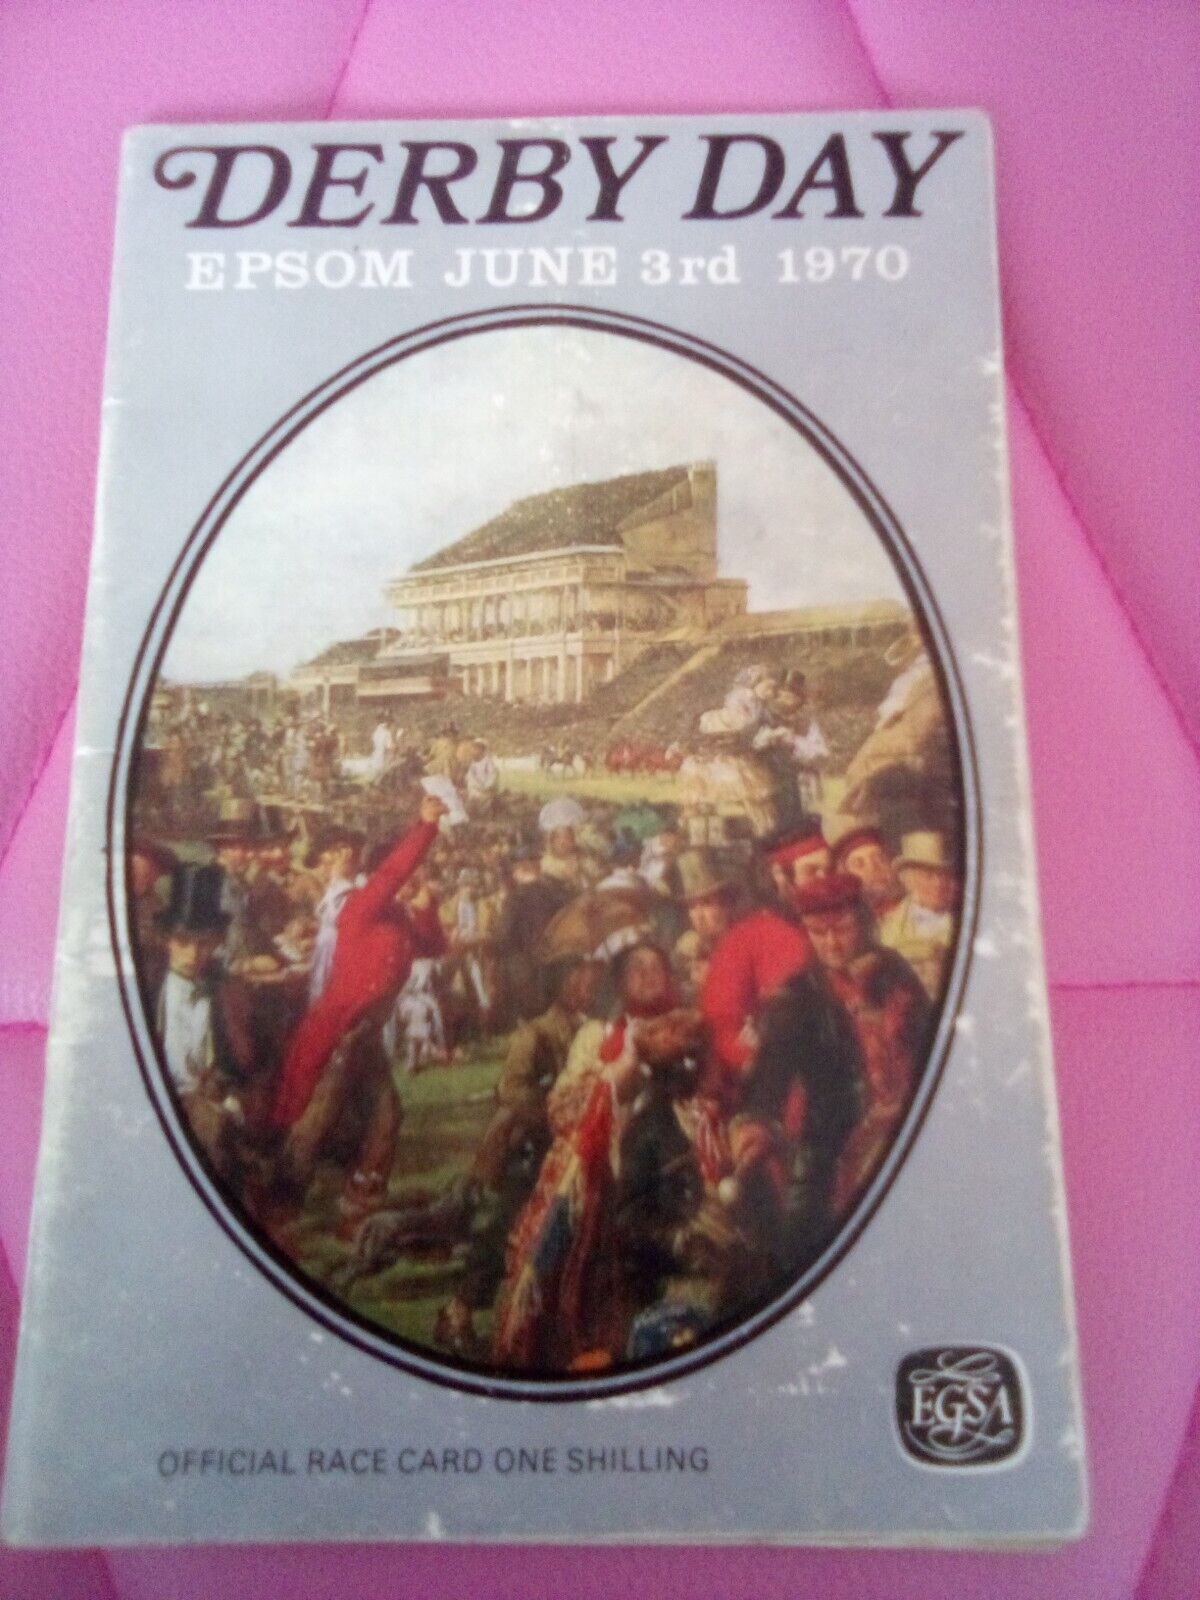 DERBY DAY
EPSOM JUNE 3rd 1970
EGSA
OFFICIAL RACE CARD ONE SHILLING